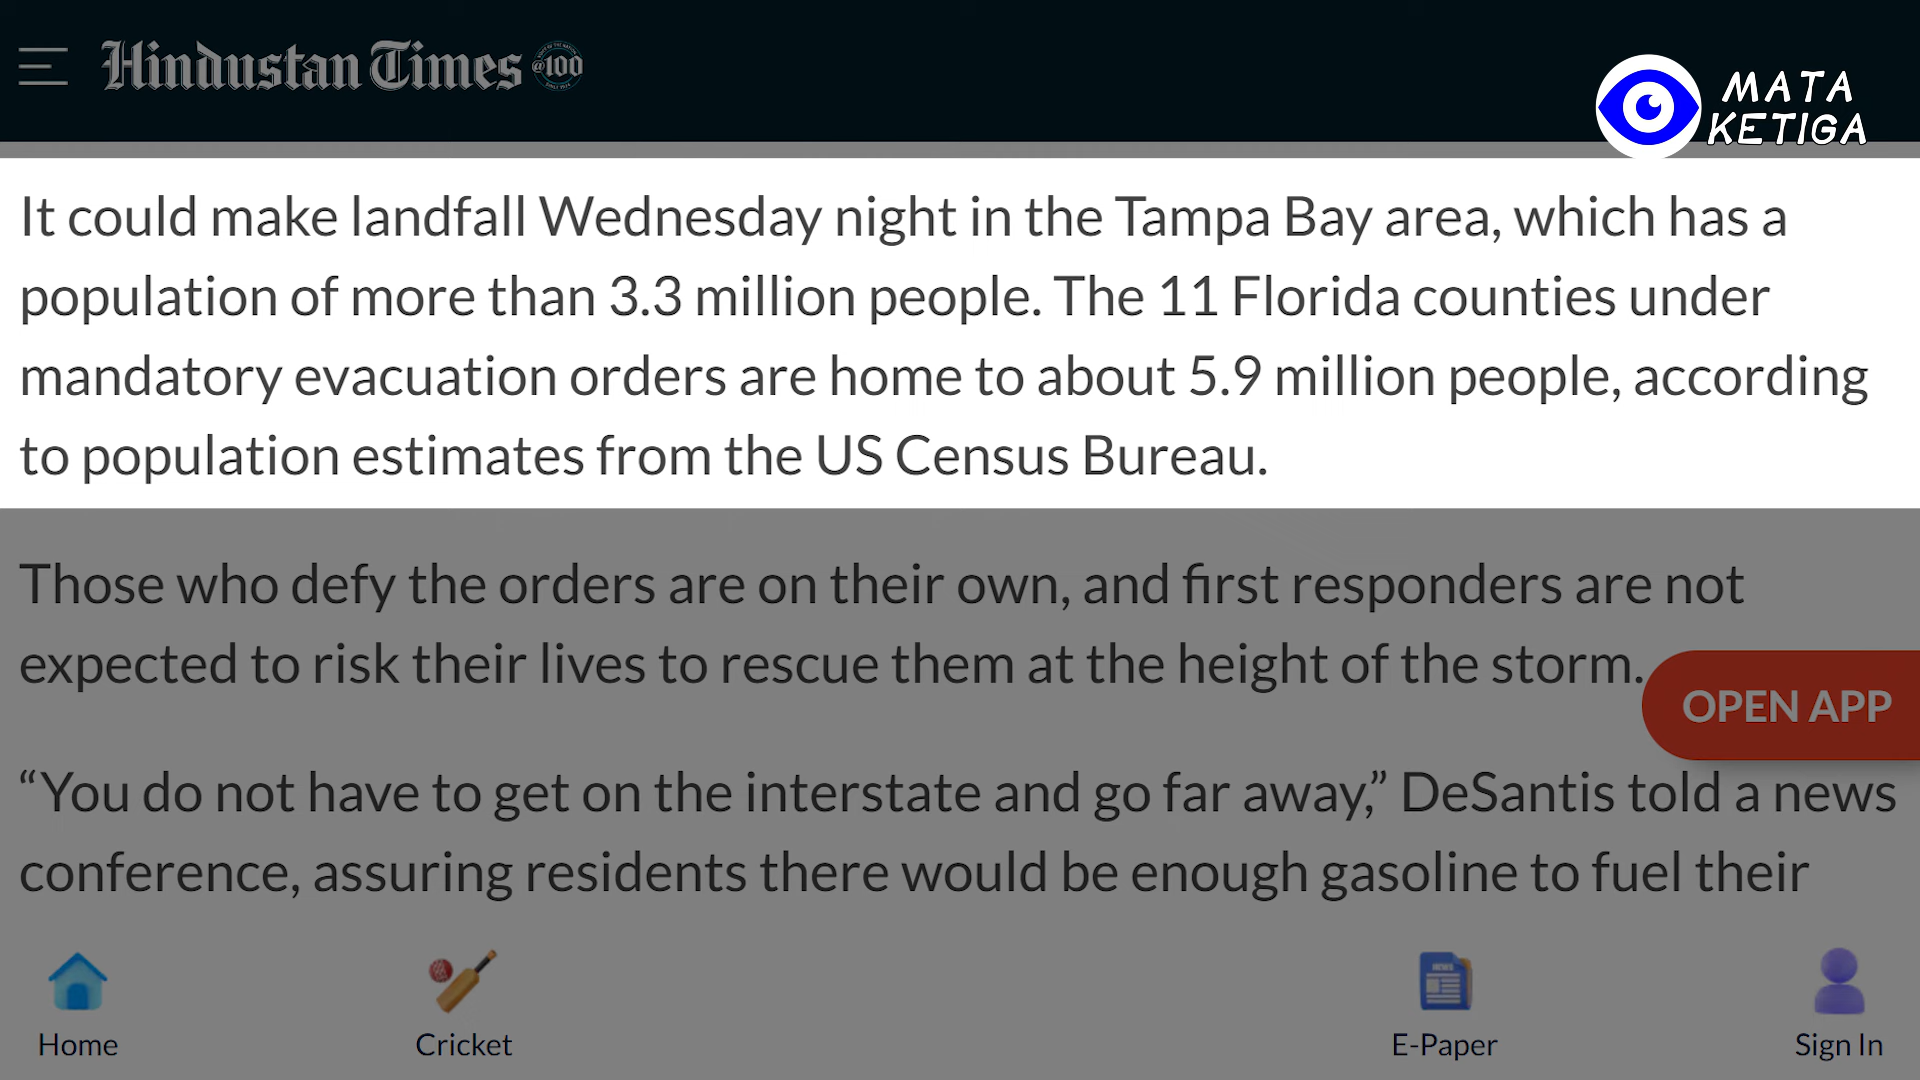 Hindustan Times @100
MATA
KETIGA
It could make landfall Wednesday night in the Tampa Bay area, which has a
population of more than 3.3 million people. The 11 Florida counties under
mandatory evacuation orders are home to about 5.9 million people, according
to population estimates from the US Census Bureau.
Those who defy the orders are on their own, and first responders are not
expected to risk their lives to rescue them at the height of the storm.
OPEN APP
“You do not have to get on the interstate and go far away,” DeSantis told a news
conference, assuring residents there would be enough gasoline to fuel their
NEWS
Home Cricket E-Paper Sign In